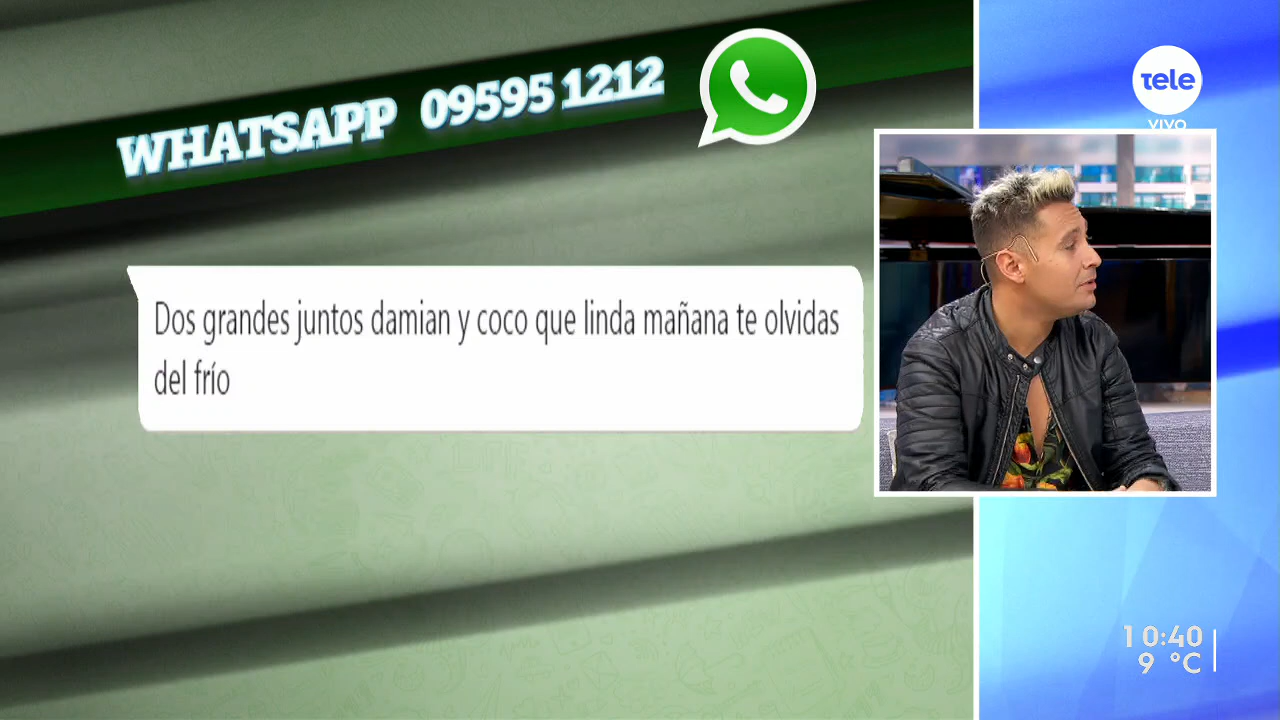 WHATSAPP 09595 1212
tele
VIVO
Dos grandes juntos damian y coco que linda mañana te olvidas
del frío
10:40
9 °C